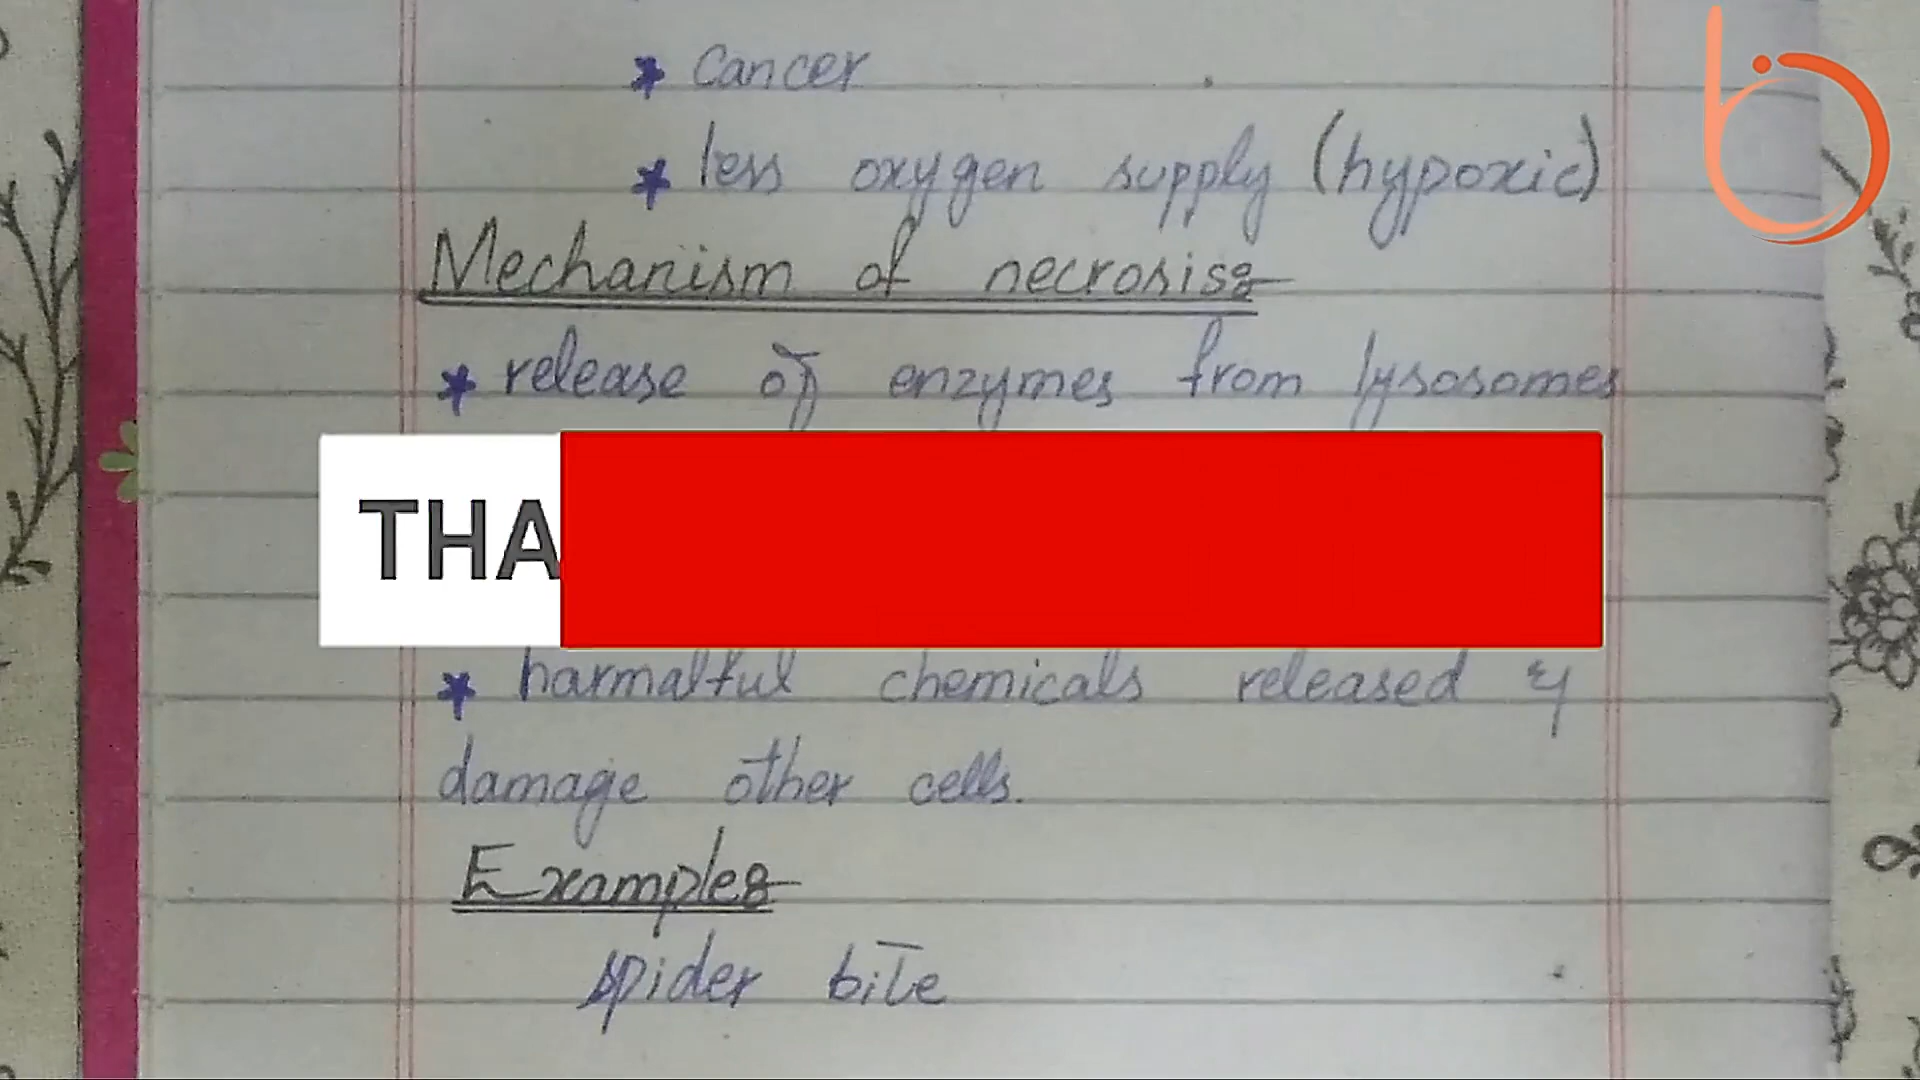 * Cancer
* less oxygen supply (hypoxic)
Mechanism of necrosis:-
* release of enzymes from lysosomes
THA
* harmalful chemicals released &
damage other cells.
Example:-
spider bite